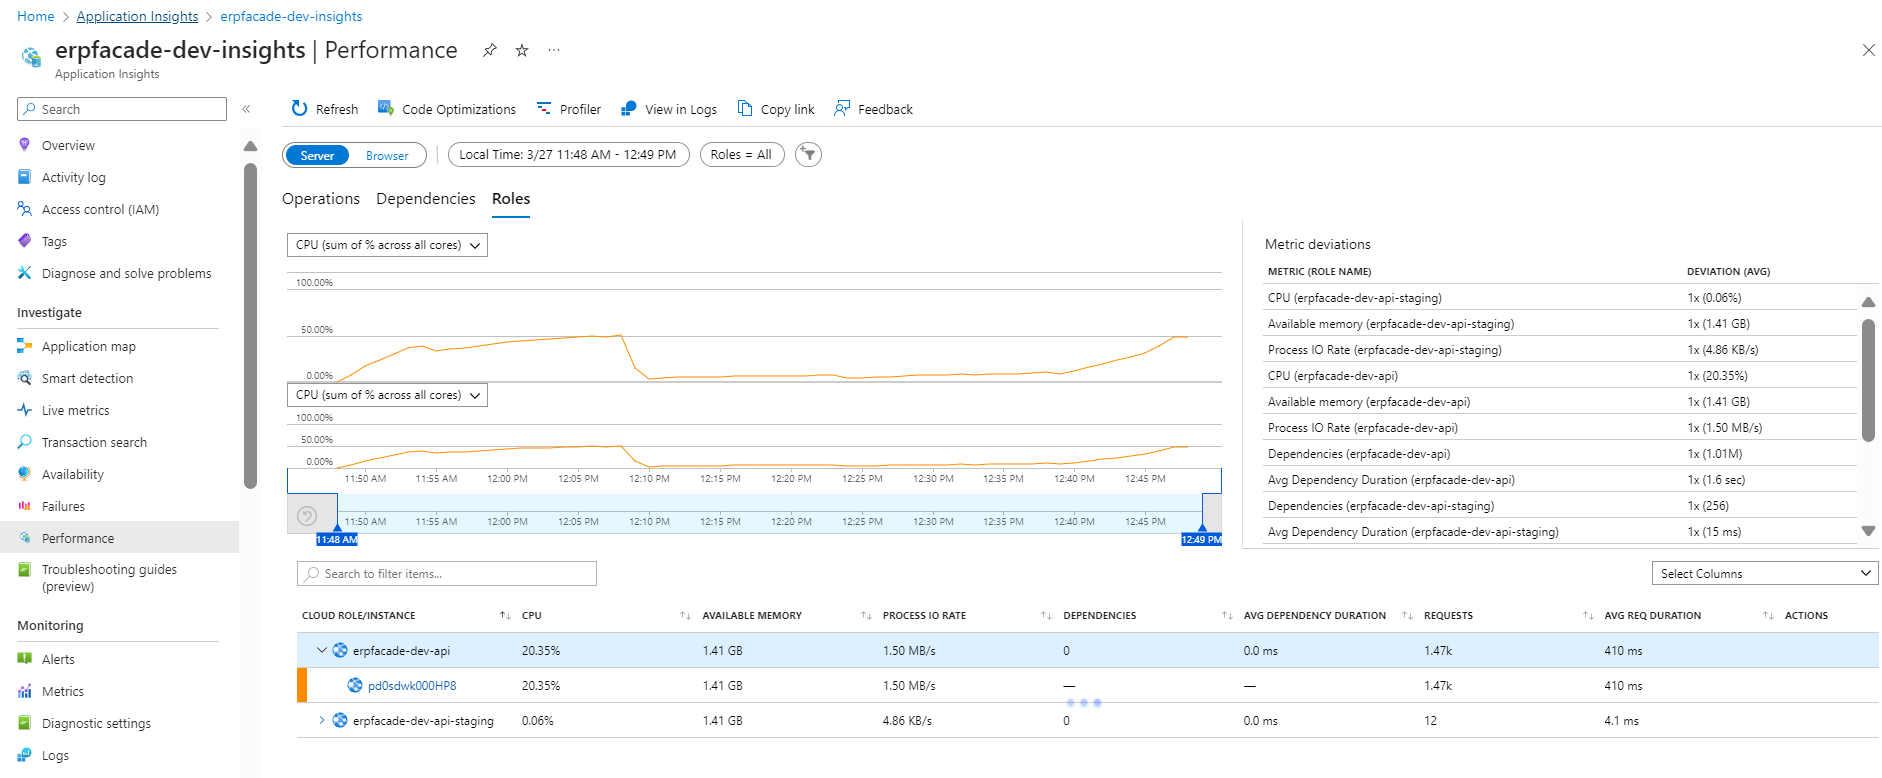 Home > Application Insights > erpfacade-dev-insights
erpfacade-dev-insights | Performance
Application Insights
Search
Overview
Activity log
Access control (IAM)
Tags
Diagnose and solve problems
Investigate
Application map
Smart detection
Live metrics
Transaction search
Availability
Failures
Performance
Troubleshooting guides
(preview)
Monitoring
Alerts
Metrics
Diagnostic settings
Logs
Refresh Code Optimizations Profiler View in Logs Copy link Feedback
Server Browser Local Time: 3/27 11:48 AM - 12:49 PM Roles = All
Operations Dependencies Roles
CPU (sum of % across all cores)
100.00%
50.00%
0.00%
CPU (sum of % across all cores)
100.00%
50.00%
0.00%
11:50 AM 11:55 AM 12:00 PM 12:05 PM 12:10 PM 12:15 PM 12:20 PM 12:25 PM 12:30 PM 12:35 PM 12:40 PM 12:45 PM
11:50 AM 11:55 AM 12:00 PM 12:05 PM 12:10 PM 12:15 PM 12:20 PM 12:25 PM 12:30 PM 12:35 PM 12:40 PM 12:45 PM
11:48 AM 12:49 PM
Metric deviations
METRIC (ROLE NAME) DEVIATION (AVG)
CPU (erpfacade-dev-api-staging) 1x (0.06%)
Available memory (erpfacade-dev-api-staging) 1x (1.41 GB)
Process IO Rate (erpfacade-dev-api-staging) 1x (4.86 KB/s)
CPU (erpfacade-dev-api) 1x (20.35%)
Available memory (erpfacade-dev-api) 1x (1.41 GB)
Process IO Rate (erpfacade-dev-api) 1x (1.50 MB/s)
Dependencies (erpfacade-dev-api) 1x (1.01M)
Avg Dependency Duration (erpfacade-dev-api) 1x (1.6 sec)
Dependencies (erpfacade-dev-api-staging) 1x (256)
Avg Dependency Duration (erpfacade-dev-api-staging) 1x (15 ms)
Search to filter items...
Select Columns
CLOUD ROLE/INSTANCE CPU AVAILABLE MEMORY PROCESS IO RATE DEPENDENCIES AVG DEPENDENCY DURATION REQUESTS AVG REQ DURATION ACTIONS
erpfacade-dev-api 20.35% 1.41 GB 1.50 MB/s 0 0.0 ms 1.47k 410 ms
pd0sdwk000HP8 20.35% 1.41 GB 1.50 MB/s — — 1.47k 410 ms
erpfacade-dev-api-staging 0.06% 1.41 GB 4.86 KB/s 0 0.0 ms 12 4.1 ms